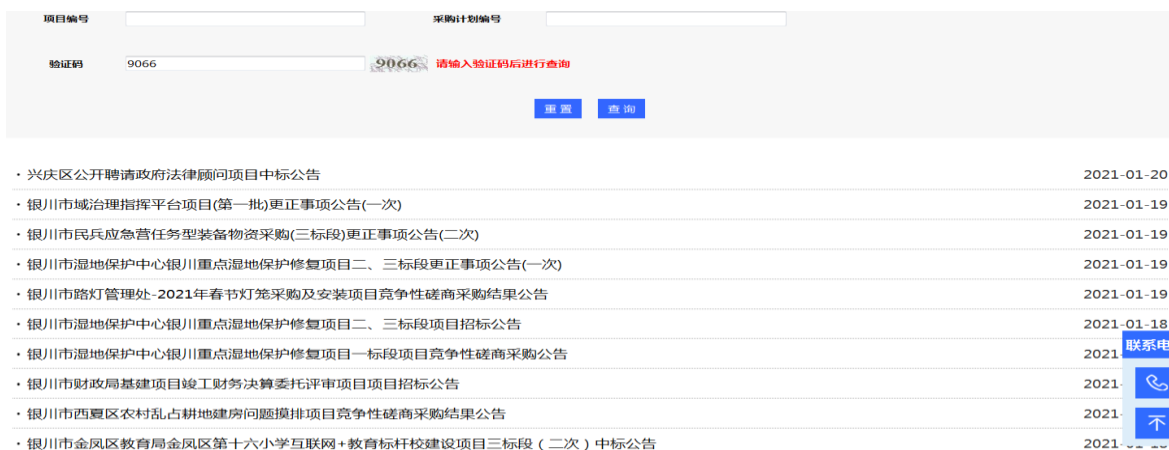 项目编号 采购计划编号
验证码 9066 9066 请输入验证码后进行查询
重置 查询
· 兴庆区公开聘请政府法律顾问项目中标公告 2021-01-20
· 银川市域治理指挥平台项目(第一批)更正事项公告(一次) 2021-01-19
· 银川市民兵应急营任务型装备物资采购(三标段)更正事项公告(二次) 2021-01-19
· 银川市湿地保护中心银川重点湿地保护修复项目二、三标段更正事项公告(一次) 2021-01-19
· 银川市路灯管理处-2021年春节灯笼采购及安装项目竞争性磋商采购结果公告 2021-01-19
· 银川市湿地保护中心银川重点湿地保护修复项目二、三标段项目招标公告 2021-01-18
联系电
· 银川市湿地保护中心银川重点湿地保护修复项目一标段项目竞争性磋商采购公告 2021-
· 银川市财政局基建项目竣工财务决算委托评审项目项目招标公告 2021-
· 银川市西夏区农村乱占耕地建房问题摸排项目竞争性磋商采购结果公告 2021-
· 银川市金凤区教育局金凤区第十六小学互联网+教育标杆校建设项目三标段（二次）中标公告 2021-